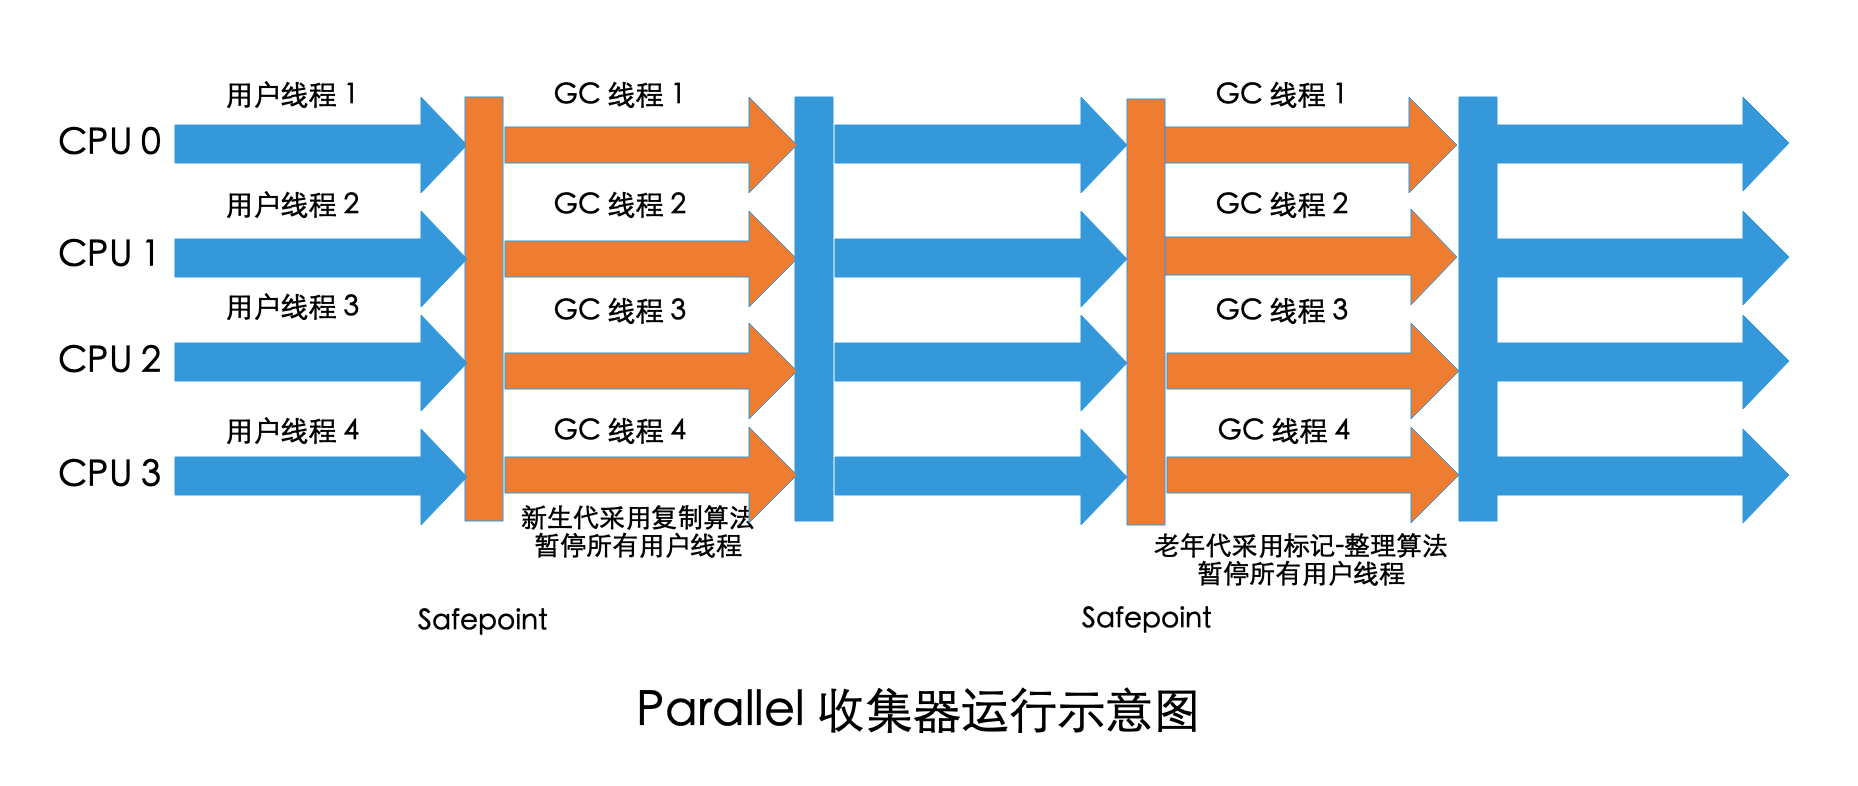 用户线程 1
GC 线程 1
GC 线程 1
CPU 0
用户线程 2
GC 线程 2
GC 线程 2
CPU 1
用户线程 3
GC 线程 3
GC 线程 3
CPU 2
用户线程 4
GC 线程 4
GC 线程 4
CPU 3
新生代采用复制算法
暂停所有用户线程
老年代采用标记-整理算法
暂停所有用户线程
Safepoint
Safepoint
Parallel 收集器运行示意图